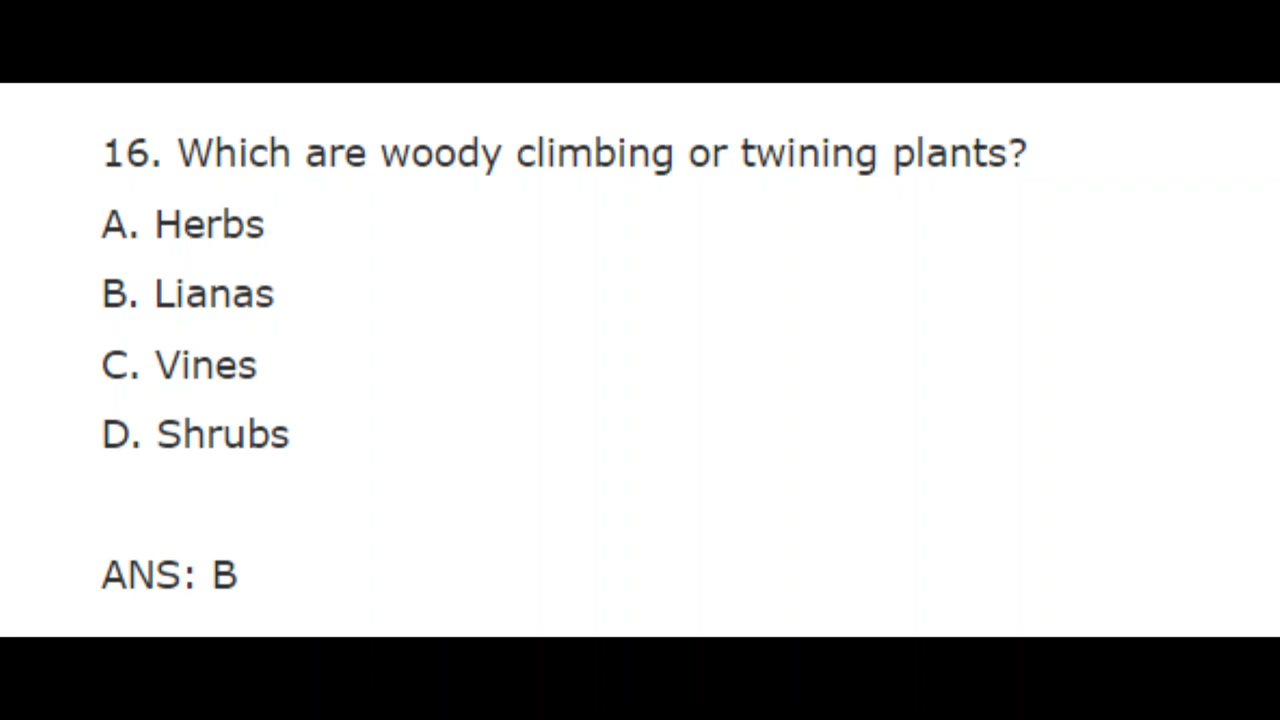 16. Which are woody climbing or twining plants?
A. Herbs
B. Lianas
C. Vines
D. Shrubs
ANS: B